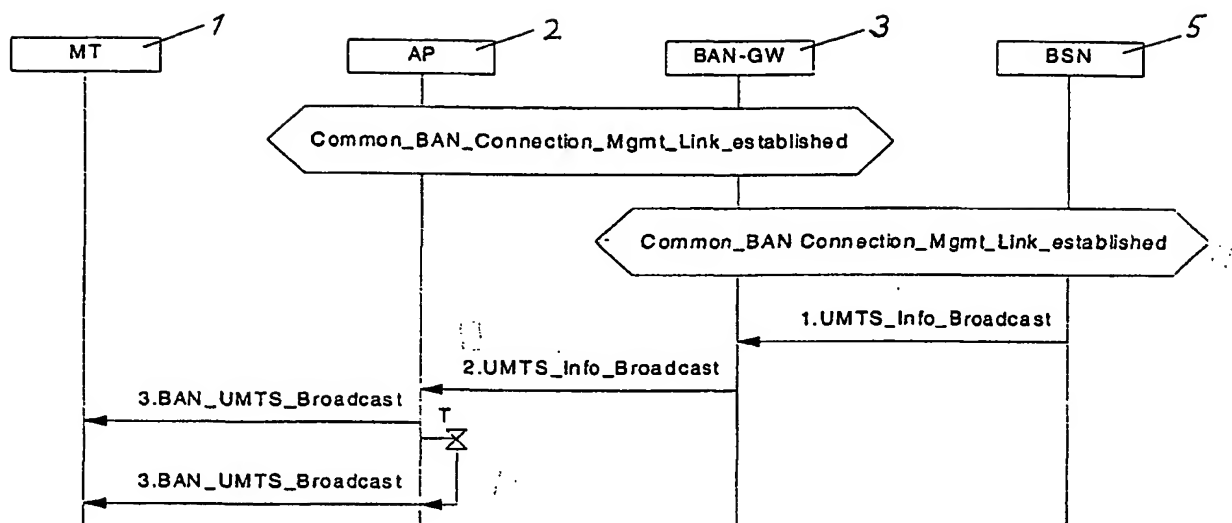 1
2
3
5
MT
AP
BAN-GW
BSN
Common_BAN_Connection_Mgmt_Link_established
Common_BAN Connection_Mgmt_Link_established
1.UMTS_Info_Broadcast
2.UMTS_Info_Broadcast
3.BAN_UMTS_Broadcast
T
3.BAN_UMTS_Broadcast